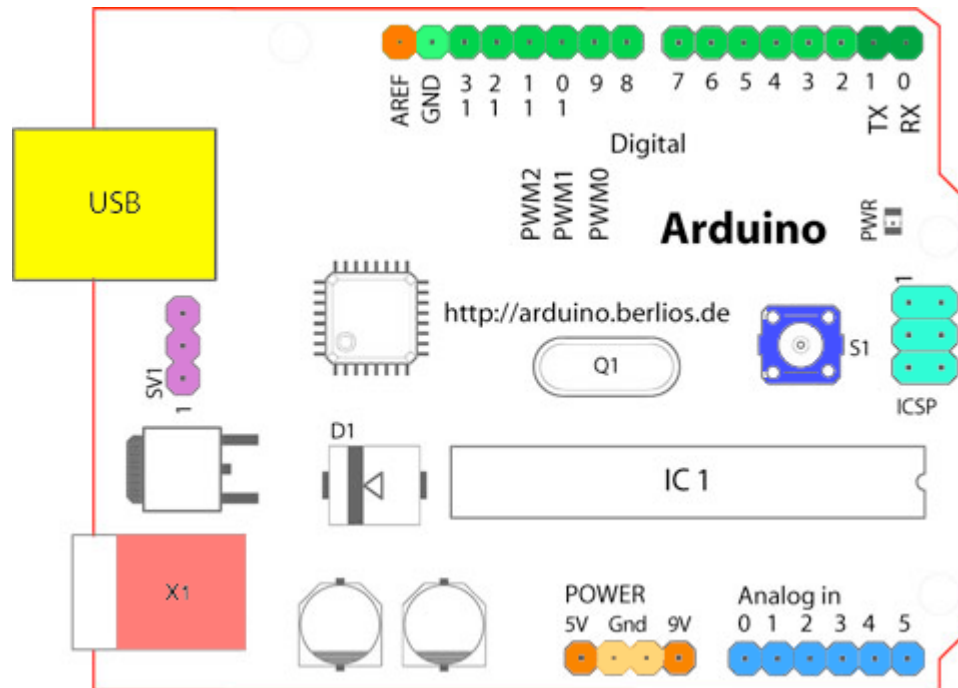 AREF
GND
13
12
11
10
9
8
7
6
5
4
3
2
1
0
TX
RX
Digital
USB
PWM2
PWM1
PWM0
Arduino
PWR
1
http://arduino.berlios.de
S1
Q1
SV1
1
ICSP
D1
IC 1
X1
POWER
5V Gnd 9V
Analog in
0 1 2 3 4 5